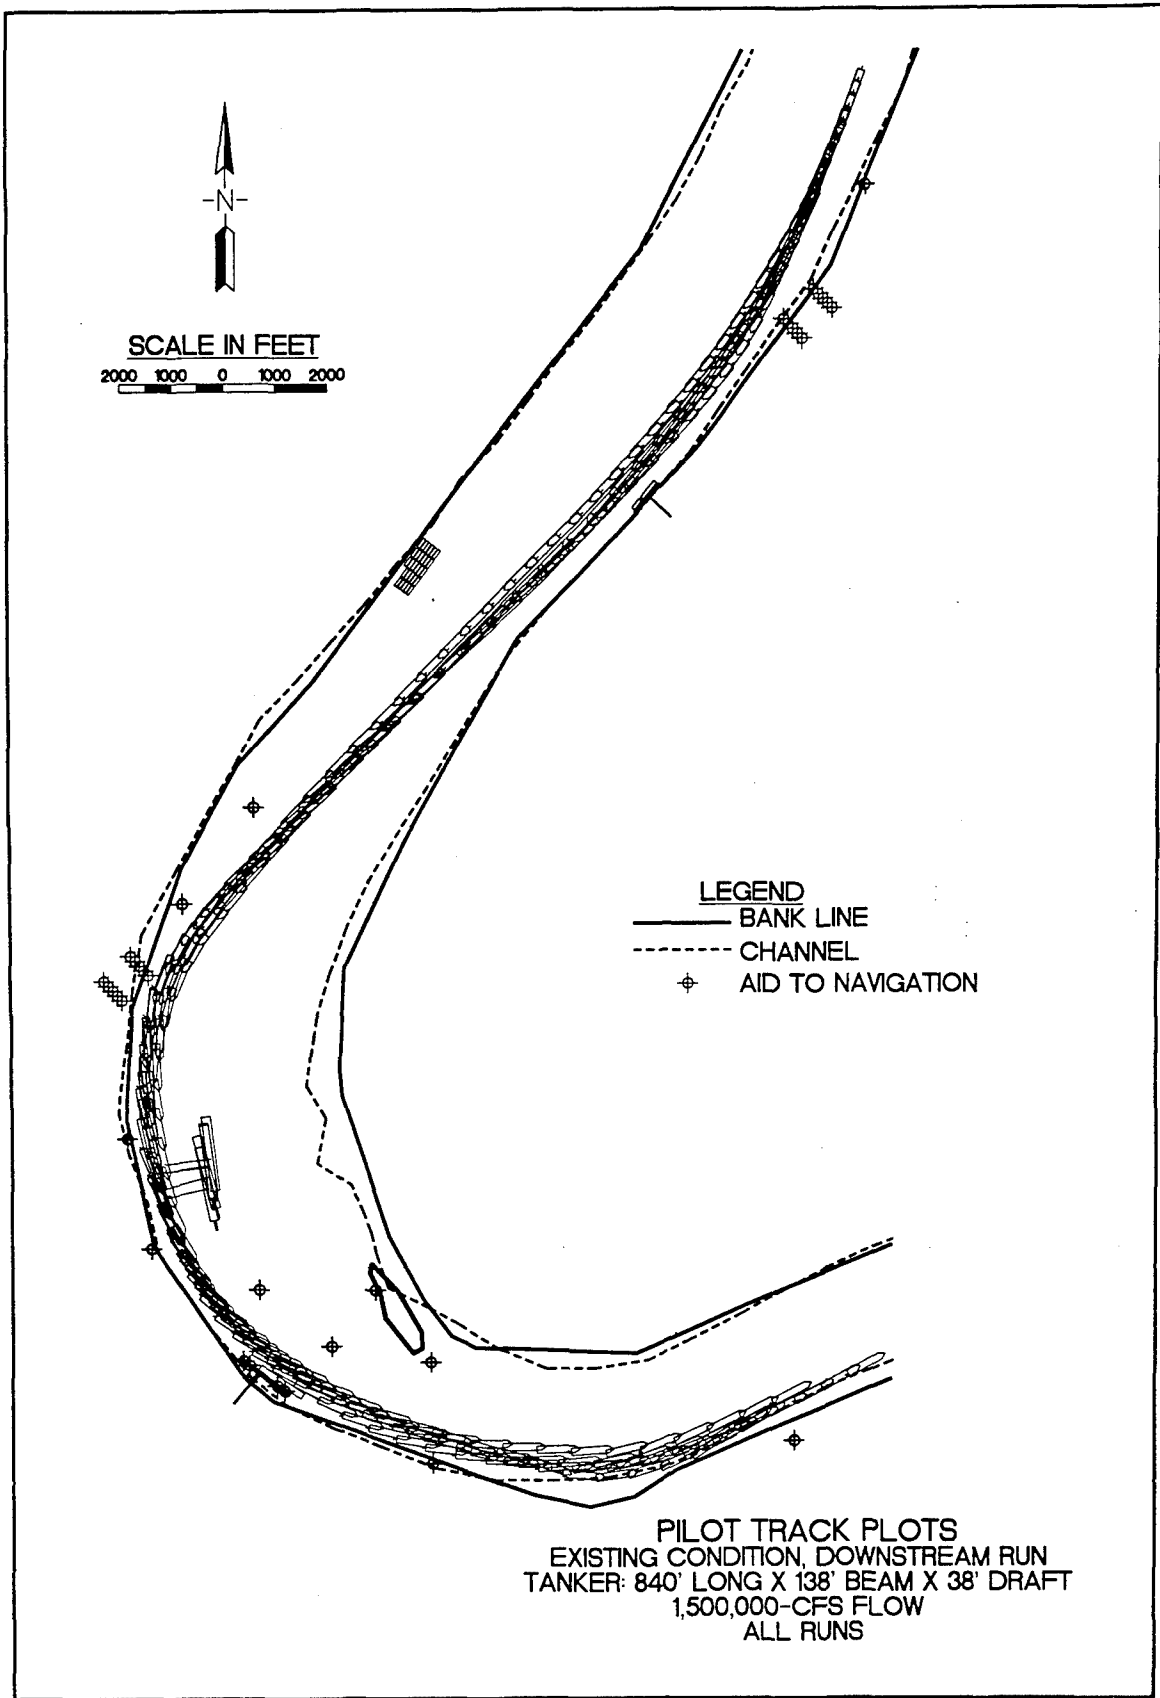 -N-
SCALE IN FEET
2000 1000 0 1000 2000
LEGEND
BANK LINE
CHANNEL
AID TO NAVIGATION
PILOT TRACK PLOTS
EXISTING CONDITION, DOWNSTREAM RUN
TANKER: 840' LONG X 138' BEAM X 38' DRAFT
1,500,000-CFS FLOW
ALL RUNS